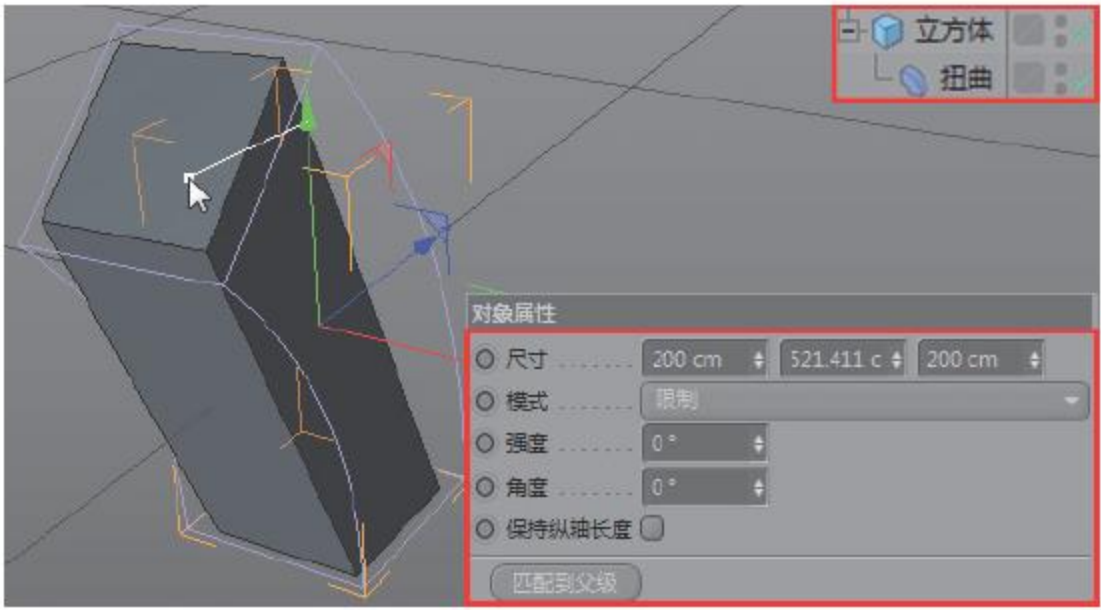 立方体
扭曲
对象属性
尺寸 200 cm 521.411 c 200 cm
模式 限制
强度 0°
角度 0°
保持纵轴长度
匹配到父级